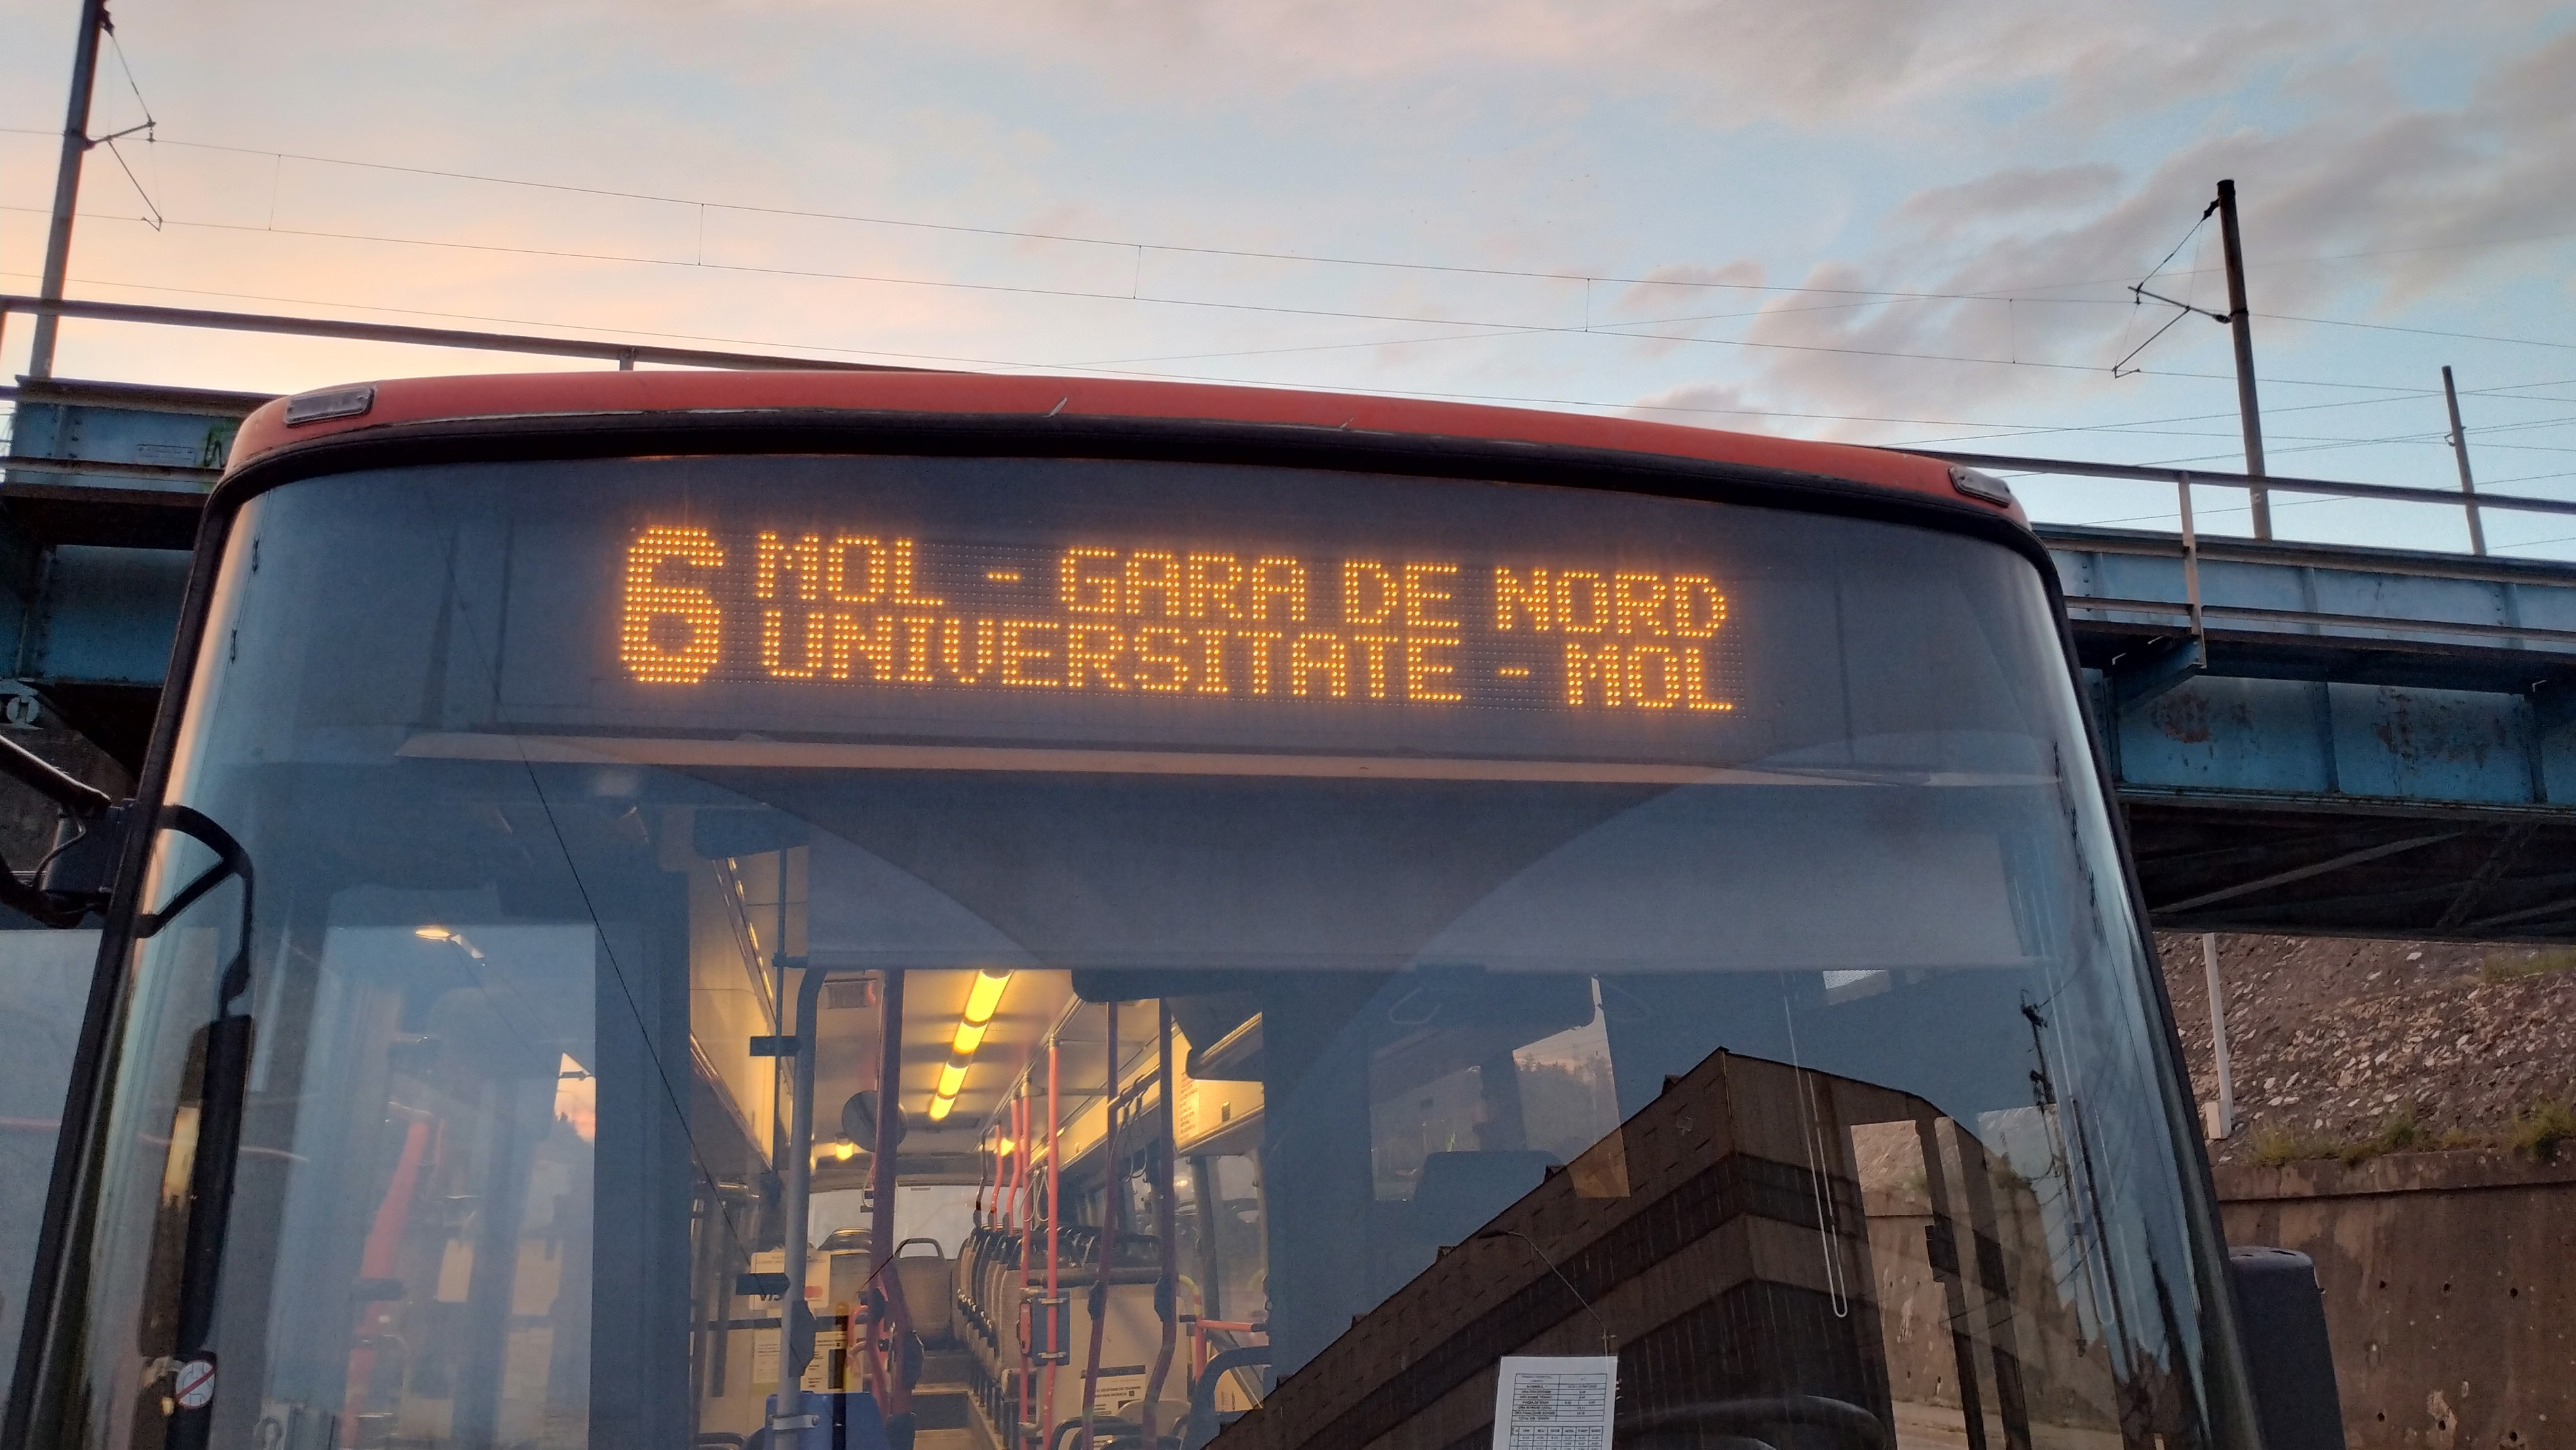 6
MOL - GARA DE NORD
UNIVERSITATE - MOL